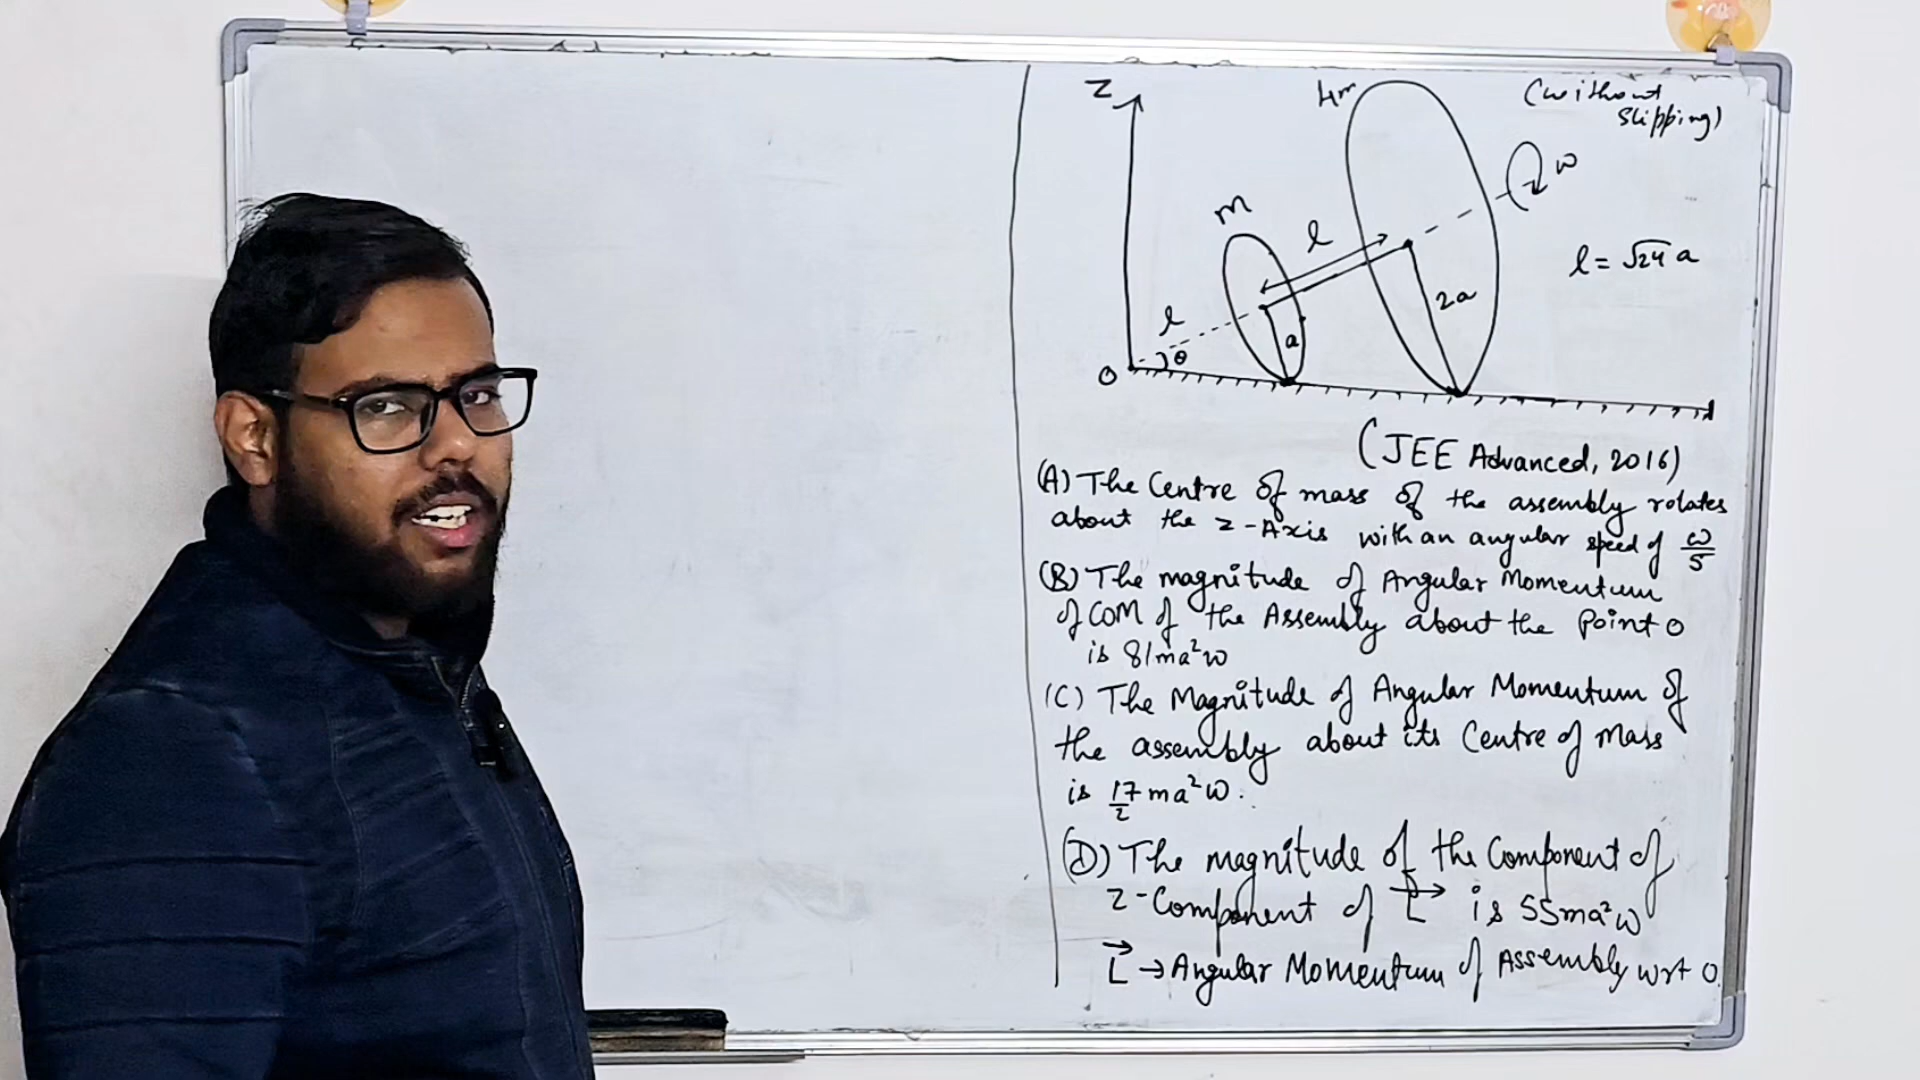 Z
4m
(without
slipping)
ω
m
l
l = √24 a
2a
l
a
θ
O
(JEE Advanced, 2016)
(A) The Centre of mass of the assembly rotates
about the z-Axis with an angular speed of ω/5
(B) The magnitude of Angular Momentum
of COM of the Assembly about the Point O
is 81ma²ω
(C) The Magnitude of Angular Momentum of
the assembly about its Centre of Mass
is 17/2 ma²ω.
(D) The magnitude of the Component of
z-Component of L→ is 55ma²ω
L→ → Angular Momentum of Assembly wrt O.